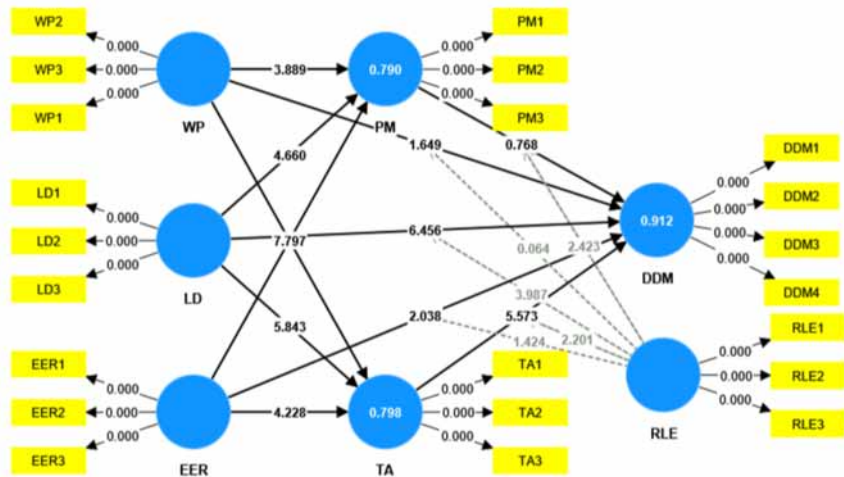 WP2
0.000
WP3
0.000
WP1
0.000
WP
3.889
0.790
PM
PM1
0.000
PM2
0.000
PM3
0.000
4.660
1.649
0.768
LD1
0.000
LD2
0.000
LD3
0.000
LD
7.797
6.456
0.064
2.423
0.912
DDM
DDM1
0.000
DDM2
0.000
DDM3
0.000
DDM4
0.000
5.843
2.038
3.987
5.573
1.424
2.201
EER1
0.000
EER2
0.000
EER3
0.000
EER
4.228
0.798
TA
TA1
0.000
TA2
0.000
TA3
0.000
RLE
RLE1
0.000
RLE2
0.000
RLE3
0.000